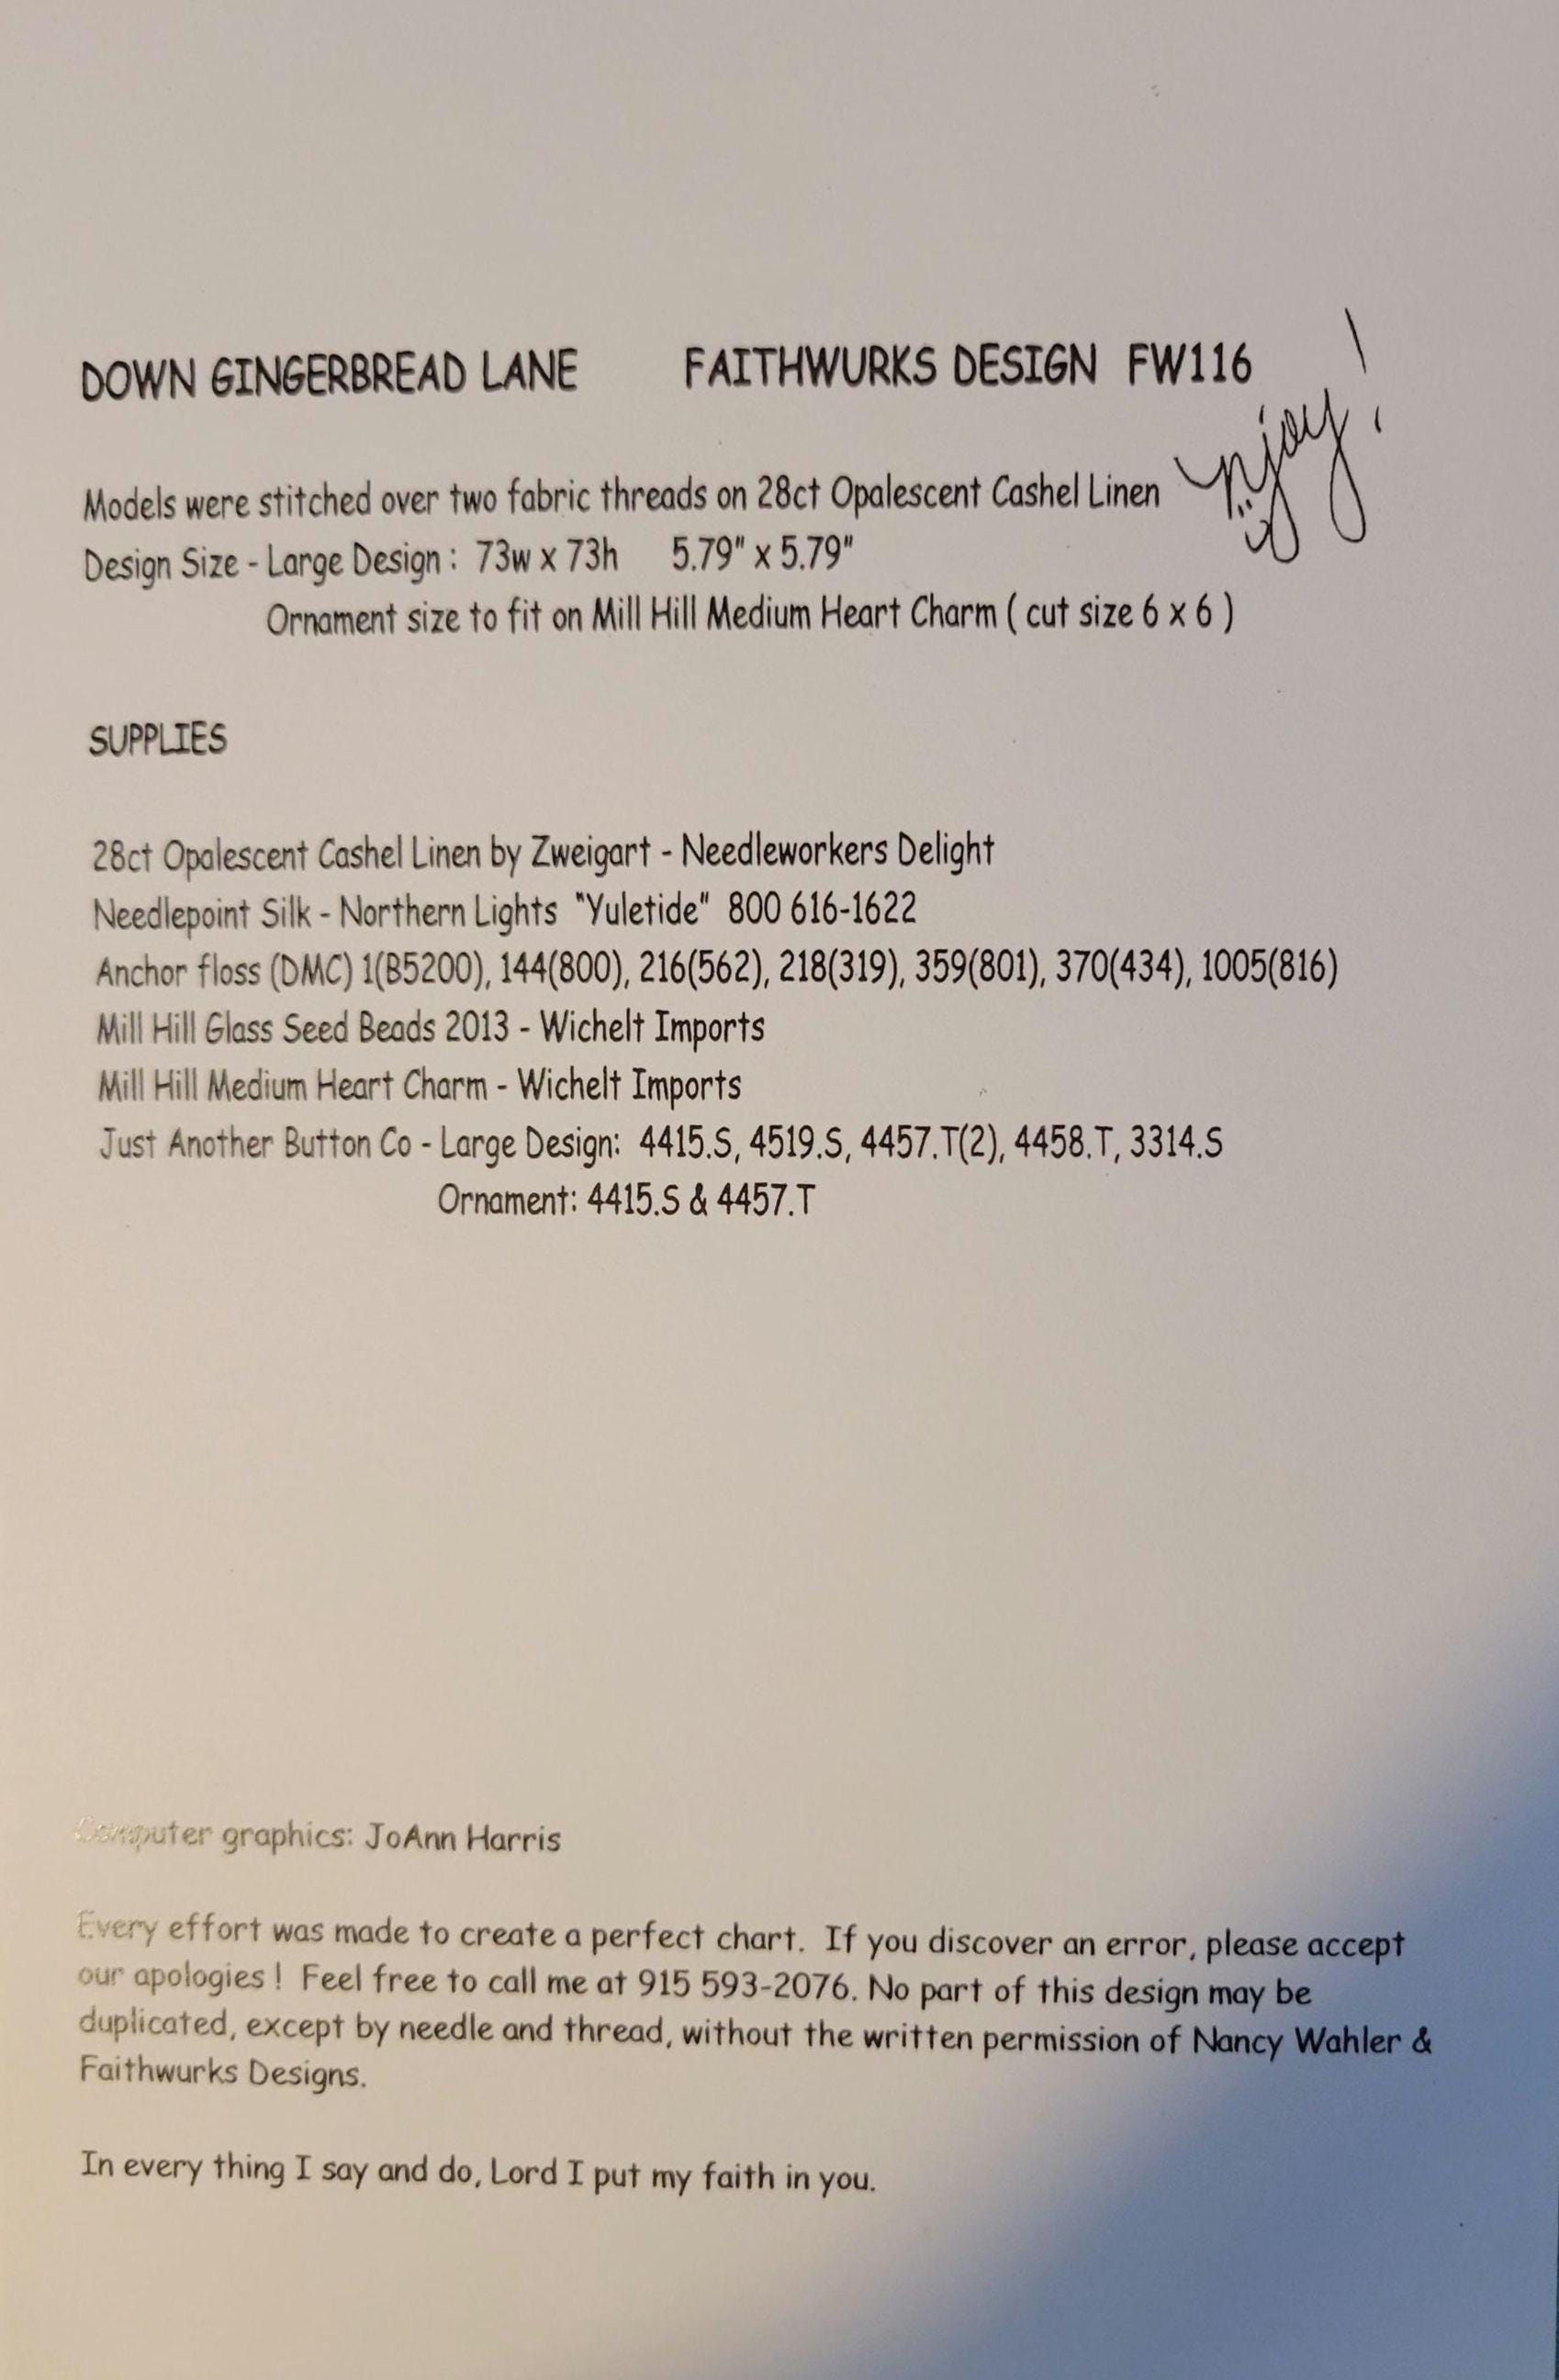 DOWN GINGERBREAD LANE FAITHWURKS DESIGN FW116
njoy!
Models were stitched over two fabric threads on 28ct Opalescent Cashel Linen
Design Size - Large Design : 73w x 73h 5.79" x 5.79"
Ornament size to fit on Mill Hill Medium Heart Charm ( cut size 6 x 6 )
SUPPLIES
28ct Opalescent Cashel Linen by Zweigart - Needleworkers Delight
Needlepoint Silk - Northern Lights "Yuletide" 800 616-1622
Anchor floss (DMC) 1(B5200), 144(800), 216(562), 218(319), 359(801), 370(434), 1005(816)
Mill Hill Glass Seed Beads 2013 - Wichelt Imports
Mill Hill Medium Heart Charm - Wichelt Imports
Just Another Button Co - Large Design: 4415.S, 4519.S, 4457.T(2), 4458.T, 3314.S
Ornament: 4415.S & 4457.T
Computer graphics: JoAnn Harris
Every effort was made to create a perfect chart. If you discover an error, please accept
our apologies ! Feel free to call me at 915 593-2076. No part of this design may be
duplicated, except by needle and thread, without the written permission of Nancy Wahler &
Faithwurks Designs.
In every thing I say and do, Lord I put my faith in you.